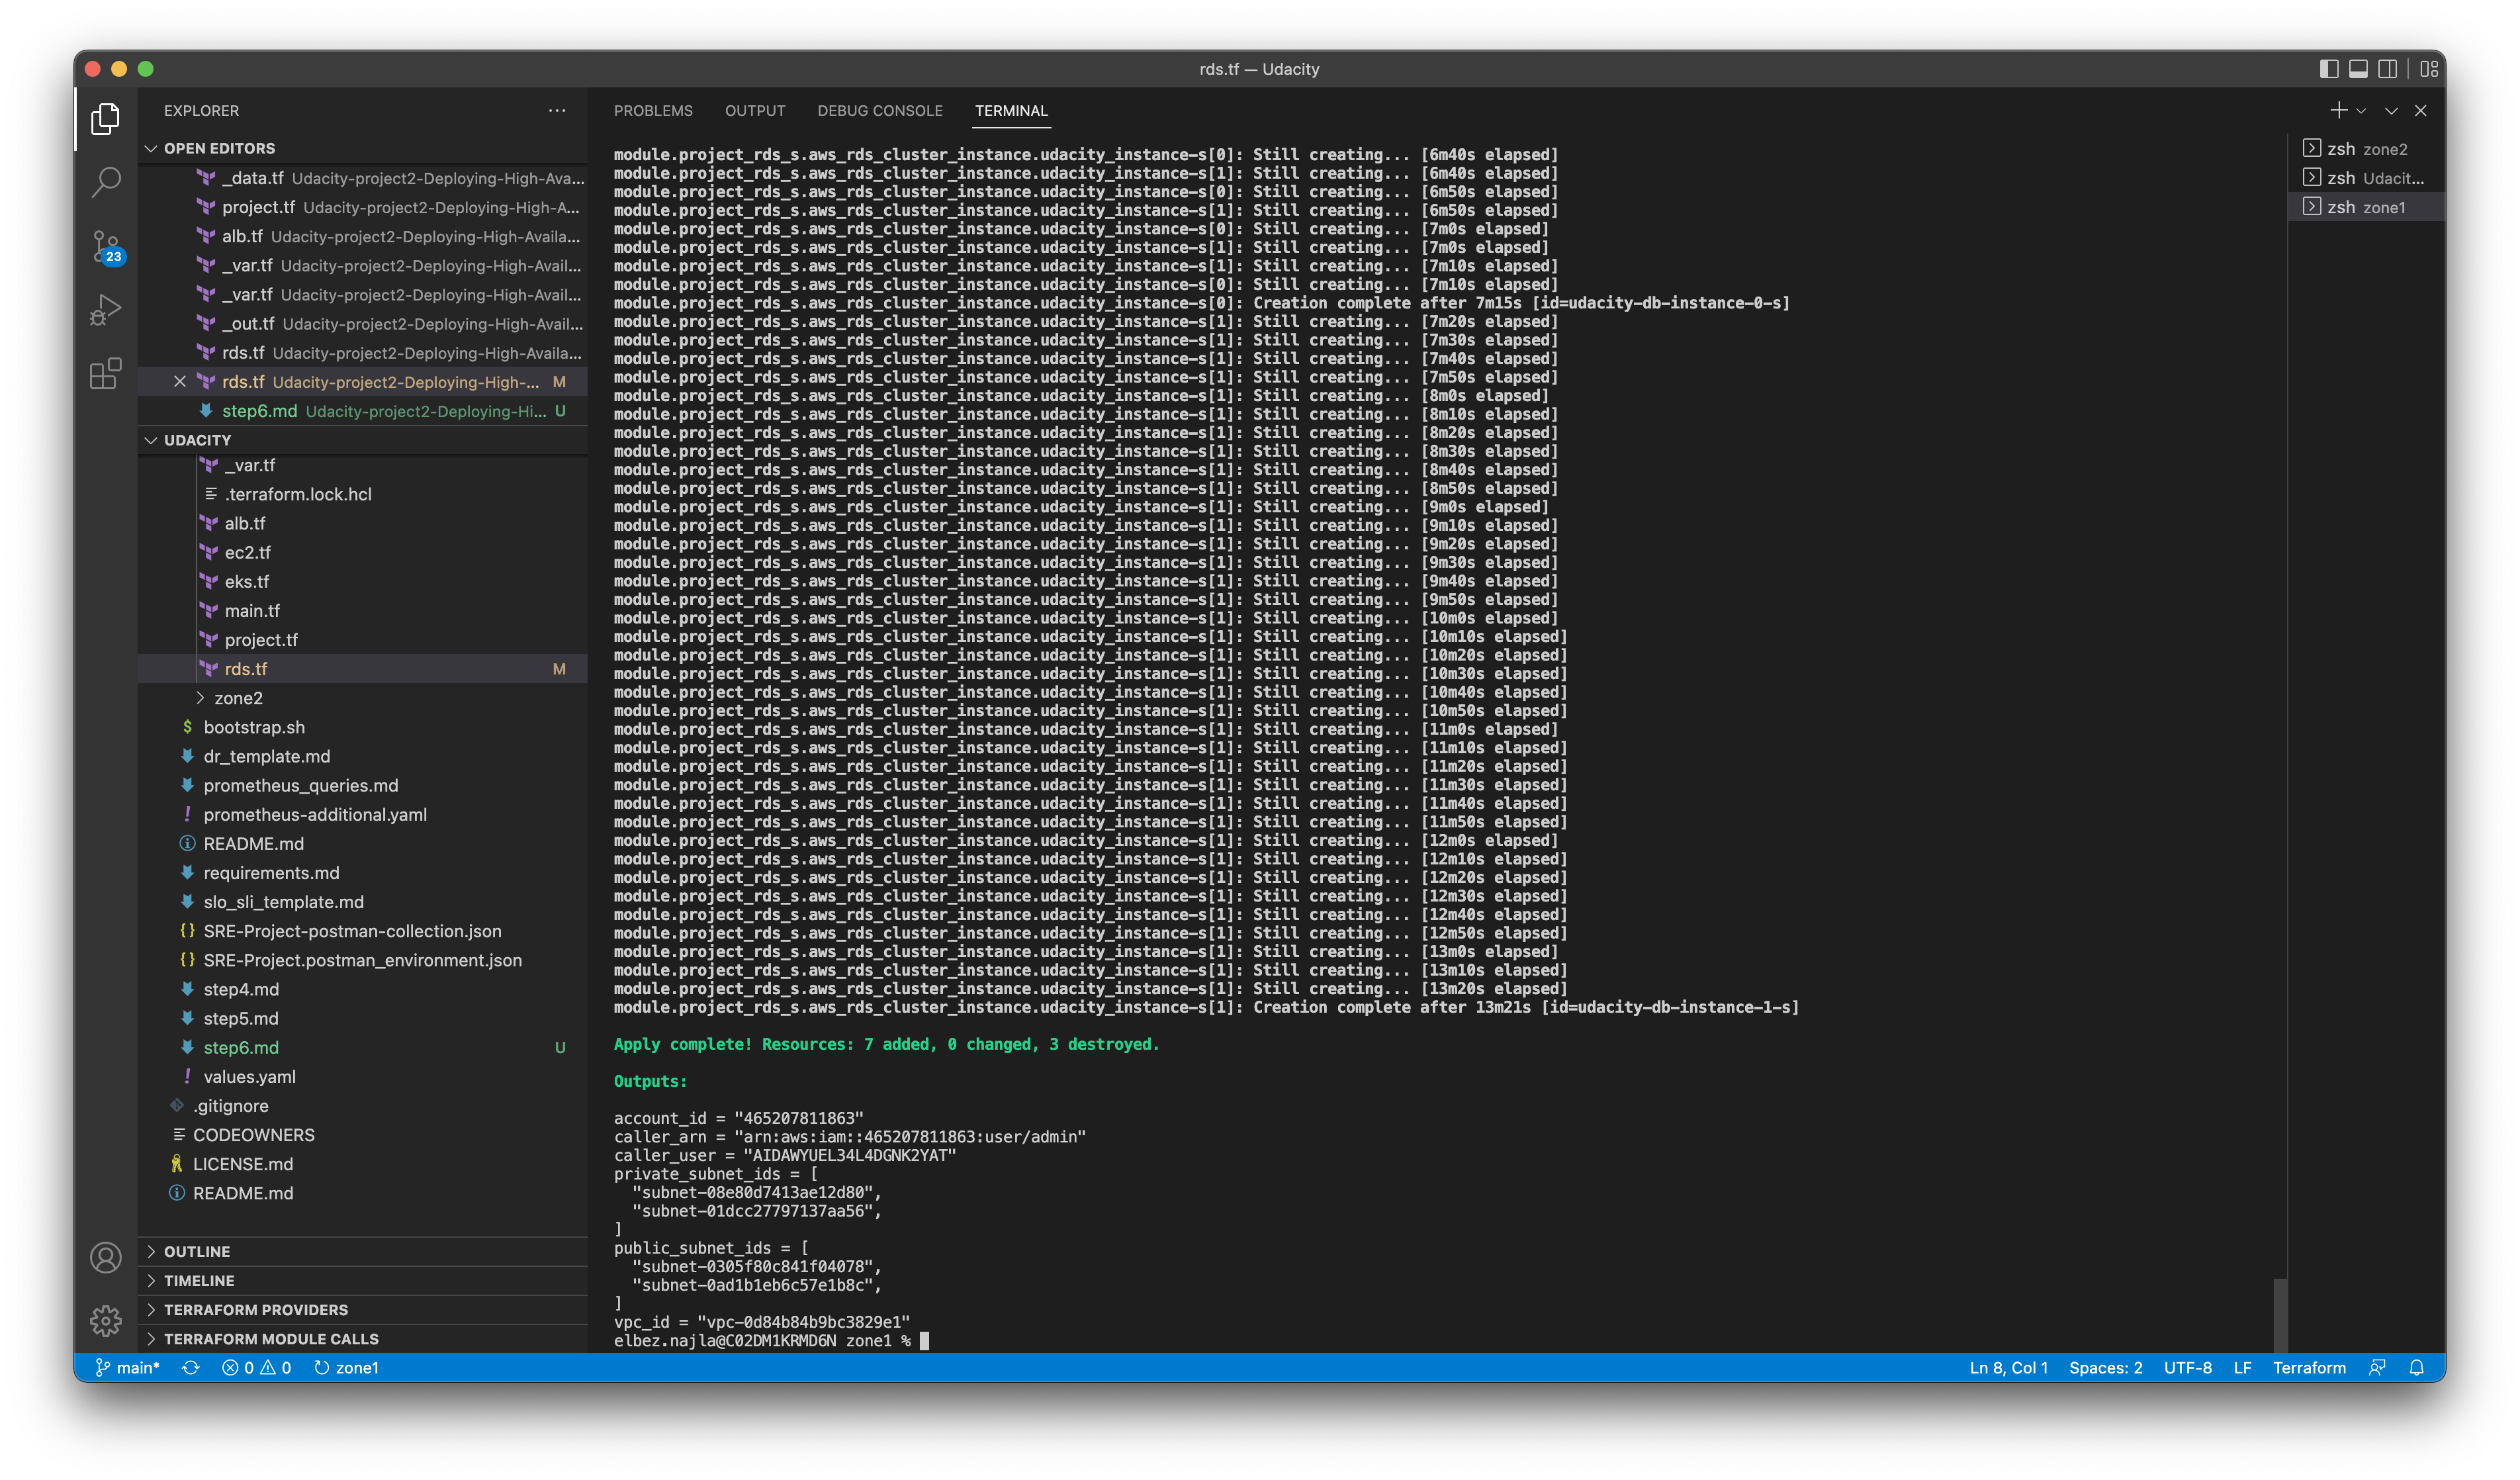 rds.tf — Udacity
EXPLORER
OPEN EDITORS
_data.tf Udacity-project2-Deploying-High-Ava...
project.tf Udacity-project2-Deploying-High-A...
alb.tf Udacity-project2-Deploying-High-Availa...
_var.tf Udacity-project2-Deploying-High-Avail...
_var.tf Udacity-project2-Deploying-High-Avail...
_out.tf Udacity-project2-Deploying-High-Avail...
rds.tf Udacity-project2-Deploying-High-Availa...
rds.tf Udacity-project2-Deploying-High-... M
step6.md Udacity-project2-Deploying-Hi... U
UDACITY
_var.tf
.terraform.lock.hcl
alb.tf
ec2.tf
eks.tf
main.tf
project.tf
rds.tf M
zone2
bootstrap.sh
dr_template.md
prometheus_queries.md
prometheus-additional.yaml
README.md
requirements.md
slo_sli_template.md
SRE-Project-postman-collection.json
SRE-Project.postman_environment.json
step4.md
step5.md
step6.md U
values.yaml
.gitignore
CODEOWNERS
LICENSE.md
README.md
OUTLINE
TIMELINE
TERRAFORM PROVIDERS
TERRAFORM MODULE CALLS
23
PROBLEMS OUTPUT DEBUG CONSOLE TERMINAL
module.project_rds_s.aws_rds_cluster_instance.udacity_instance-s[0]: Still creating... [6m40s elapsed]
module.project_rds_s.aws_rds_cluster_instance.udacity_instance-s[1]: Still creating... [6m40s elapsed]
module.project_rds_s.aws_rds_cluster_instance.udacity_instance-s[0]: Still creating... [6m50s elapsed]
module.project_rds_s.aws_rds_cluster_instance.udacity_instance-s[1]: Still creating... [6m50s elapsed]
module.project_rds_s.aws_rds_cluster_instance.udacity_instance-s[0]: Still creating... [7m0s elapsed]
module.project_rds_s.aws_rds_cluster_instance.udacity_instance-s[1]: Still creating... [7m0s elapsed]
module.project_rds_s.aws_rds_cluster_instance.udacity_instance-s[1]: Still creating... [7m10s elapsed]
module.project_rds_s.aws_rds_cluster_instance.udacity_instance-s[0]: Still creating... [7m10s elapsed]
module.project_rds_s.aws_rds_cluster_instance.udacity_instance-s[0]: Creation complete after 7m15s [id=udacity-db-instance-0-s]
module.project_rds_s.aws_rds_cluster_instance.udacity_instance-s[1]: Still creating... [7m20s elapsed]
module.project_rds_s.aws_rds_cluster_instance.udacity_instance-s[1]: Still creating... [7m30s elapsed]
module.project_rds_s.aws_rds_cluster_instance.udacity_instance-s[1]: Still creating... [7m40s elapsed]
module.project_rds_s.aws_rds_cluster_instance.udacity_instance-s[1]: Still creating... [7m50s elapsed]
module.project_rds_s.aws_rds_cluster_instance.udacity_instance-s[1]: Still creating... [8m0s elapsed]
module.project_rds_s.aws_rds_cluster_instance.udacity_instance-s[1]: Still creating... [8m10s elapsed]
module.project_rds_s.aws_rds_cluster_instance.udacity_instance-s[1]: Still creating... [8m20s elapsed]
module.project_rds_s.aws_rds_cluster_instance.udacity_instance-s[1]: Still creating... [8m30s elapsed]
module.project_rds_s.aws_rds_cluster_instance.udacity_instance-s[1]: Still creating... [8m40s elapsed]
module.project_rds_s.aws_rds_cluster_instance.udacity_instance-s[1]: Still creating... [8m50s elapsed]
module.project_rds_s.aws_rds_cluster_instance.udacity_instance-s[1]: Still creating... [9m0s elapsed]
module.project_rds_s.aws_rds_cluster_instance.udacity_instance-s[1]: Still creating... [9m10s elapsed]
module.project_rds_s.aws_rds_cluster_instance.udacity_instance-s[1]: Still creating... [9m20s elapsed]
module.project_rds_s.aws_rds_cluster_instance.udacity_instance-s[1]: Still creating... [9m30s elapsed]
module.project_rds_s.aws_rds_cluster_instance.udacity_instance-s[1]: Still creating... [9m40s elapsed]
module.project_rds_s.aws_rds_cluster_instance.udacity_instance-s[1]: Still creating... [9m50s elapsed]
module.project_rds_s.aws_rds_cluster_instance.udacity_instance-s[1]: Still creating... [10m0s elapsed]
module.project_rds_s.aws_rds_cluster_instance.udacity_instance-s[1]: Still creating... [10m10s elapsed]
module.project_rds_s.aws_rds_cluster_instance.udacity_instance-s[1]: Still creating... [10m20s elapsed]
module.project_rds_s.aws_rds_cluster_instance.udacity_instance-s[1]: Still creating... [10m30s elapsed]
module.project_rds_s.aws_rds_cluster_instance.udacity_instance-s[1]: Still creating... [10m40s elapsed]
module.project_rds_s.aws_rds_cluster_instance.udacity_instance-s[1]: Still creating... [10m50s elapsed]
module.project_rds_s.aws_rds_cluster_instance.udacity_instance-s[1]: Still creating... [11m0s elapsed]
module.project_rds_s.aws_rds_cluster_instance.udacity_instance-s[1]: Still creating... [11m10s elapsed]
module.project_rds_s.aws_rds_cluster_instance.udacity_instance-s[1]: Still creating... [11m20s elapsed]
module.project_rds_s.aws_rds_cluster_instance.udacity_instance-s[1]: Still creating... [11m30s elapsed]
module.project_rds_s.aws_rds_cluster_instance.udacity_instance-s[1]: Still creating... [11m40s elapsed]
module.project_rds_s.aws_rds_cluster_instance.udacity_instance-s[1]: Still creating... [11m50s elapsed]
module.project_rds_s.aws_rds_cluster_instance.udacity_instance-s[1]: Still creating... [12m0s elapsed]
module.project_rds_s.aws_rds_cluster_instance.udacity_instance-s[1]: Still creating... [12m10s elapsed]
module.project_rds_s.aws_rds_cluster_instance.udacity_instance-s[1]: Still creating... [12m20s elapsed]
module.project_rds_s.aws_rds_cluster_instance.udacity_instance-s[1]: Still creating... [12m30s elapsed]
module.project_rds_s.aws_rds_cluster_instance.udacity_instance-s[1]: Still creating... [12m40s elapsed]
module.project_rds_s.aws_rds_cluster_instance.udacity_instance-s[1]: Still creating... [12m50s elapsed]
module.project_rds_s.aws_rds_cluster_instance.udacity_instance-s[1]: Still creating... [13m0s elapsed]
module.project_rds_s.aws_rds_cluster_instance.udacity_instance-s[1]: Still creating... [13m10s elapsed]
module.project_rds_s.aws_rds_cluster_instance.udacity_instance-s[1]: Still creating... [13m20s elapsed]
module.project_rds_s.aws_rds_cluster_instance.udacity_instance-s[1]: Creation complete after 13m21s [id=udacity-db-instance-1-s]
Apply complete! Resources: 7 added, 0 changed, 3 destroyed.
Outputs:
account_id = "465207811863"
caller_arn = "arn:aws:iam::465207811863:user/admin"
caller_user = "AIDAWYUEL34L4DGNK2YAT"
private_subnet_ids = [
"subnet-08e80d7413ae12d80",
"subnet-01dcc27797137aa56",
]
public_subnet_ids = [
"subnet-0305f80c841f04078",
"subnet-0ad1b1eb6c57e1b8c",
]
vpc_id = "vpc-0d84b84b9bc3829e1"
elbez.najla@C02DM1KRMD6N zone1 %
zsh zone2
zsh Udacit...
zsh zone1
main* 0 0 zone1
Ln 8, Col 1 Spaces: 2 UTF-8 LF Terraform